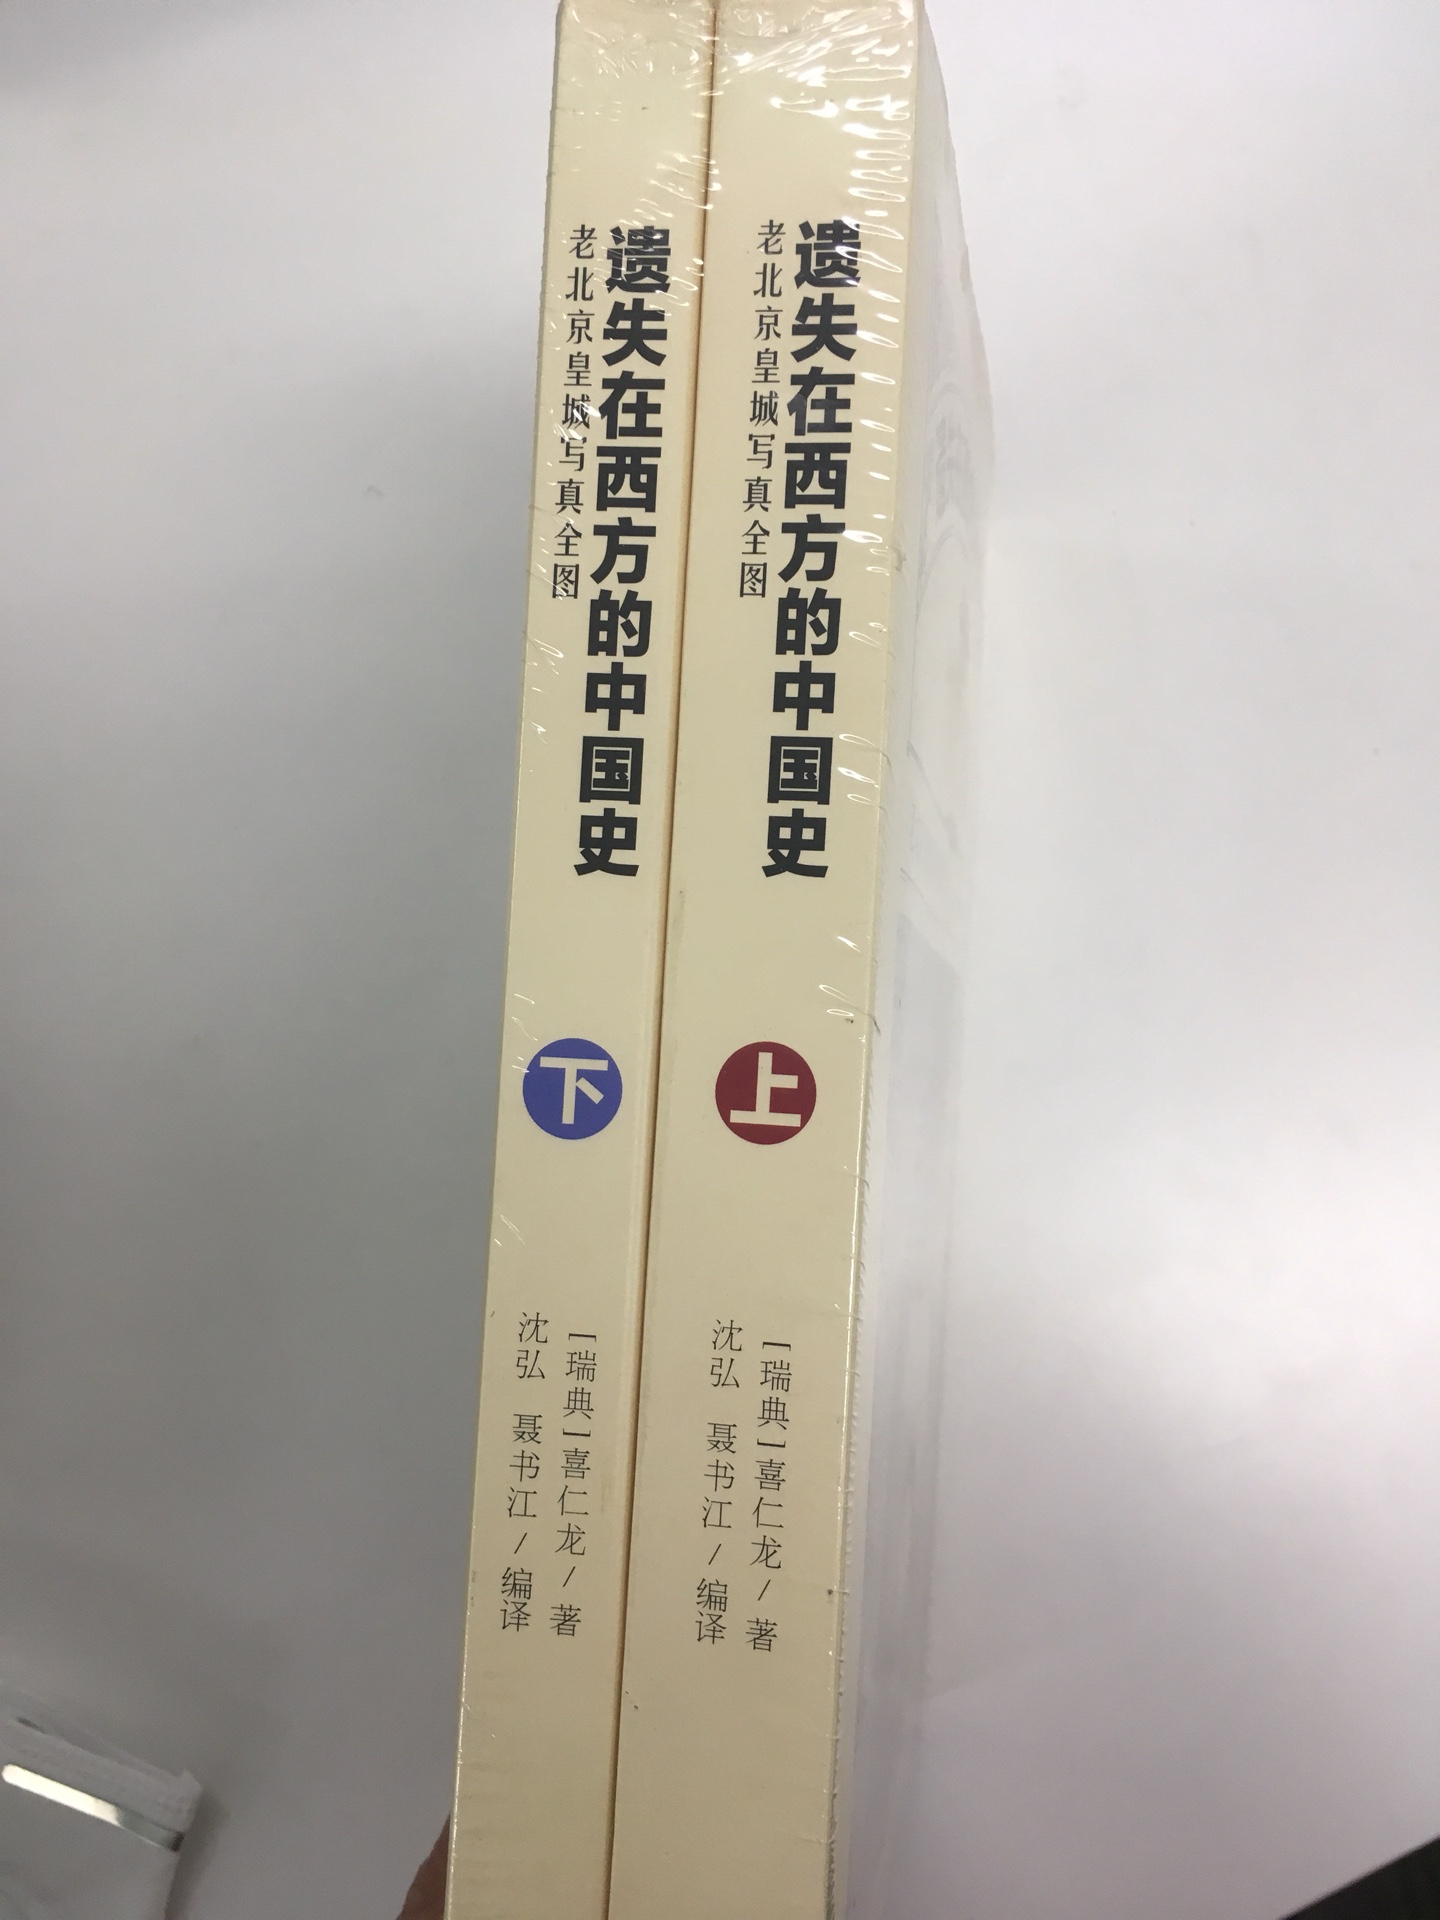 遗失在西方的中国史
老北京皇城写真全图
上
[瑞典]喜仁龙/著
沈弘 聂书江/编译
遗失在西方的中国史
老北京皇城写真全图
下
[瑞典]喜仁龙/著
沈弘 聂书江/编译